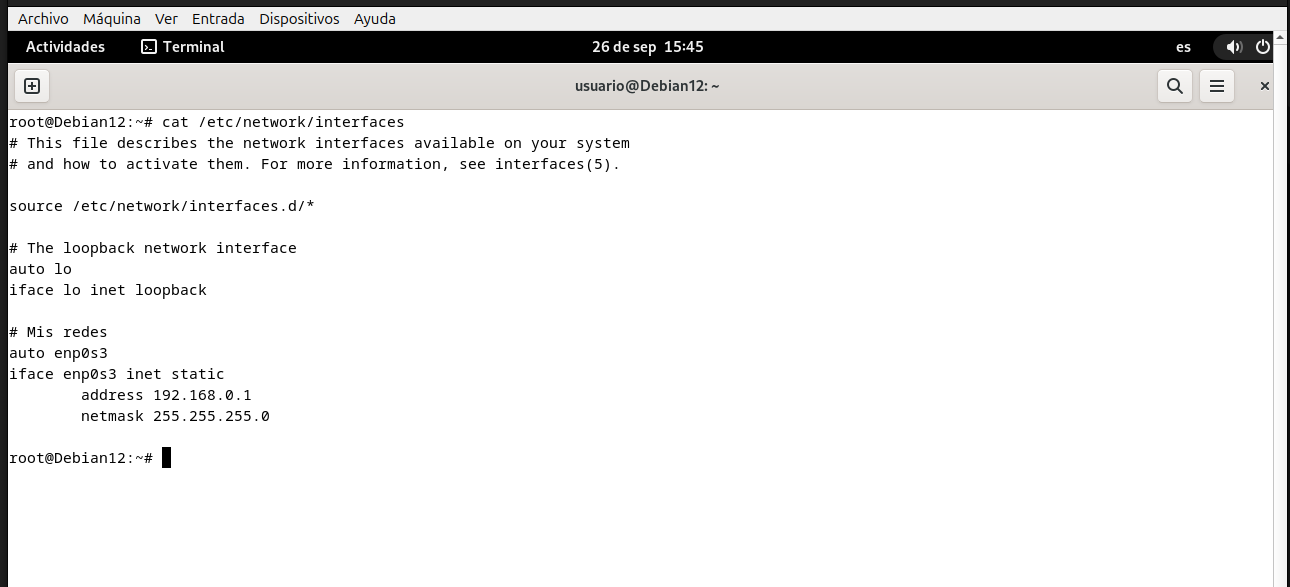 Archivo Máquina Ver Entrada Dispositivos Ayuda
Actividades Terminal 26 de sep 15:45 es
usuario@Debian12: ~
root@Debian12:~# cat /etc/network/interfaces
# This file describes the network interfaces available on your system
# and how to activate them. For more information, see interfaces(5).
source /etc/network/interfaces.d/*
# The loopback network interface
auto lo
iface lo inet loopback
# Mis redes
auto enp0s3
iface enp0s3 inet static
address 192.168.0.1
netmask 255.255.255.0
root@Debian12:~#